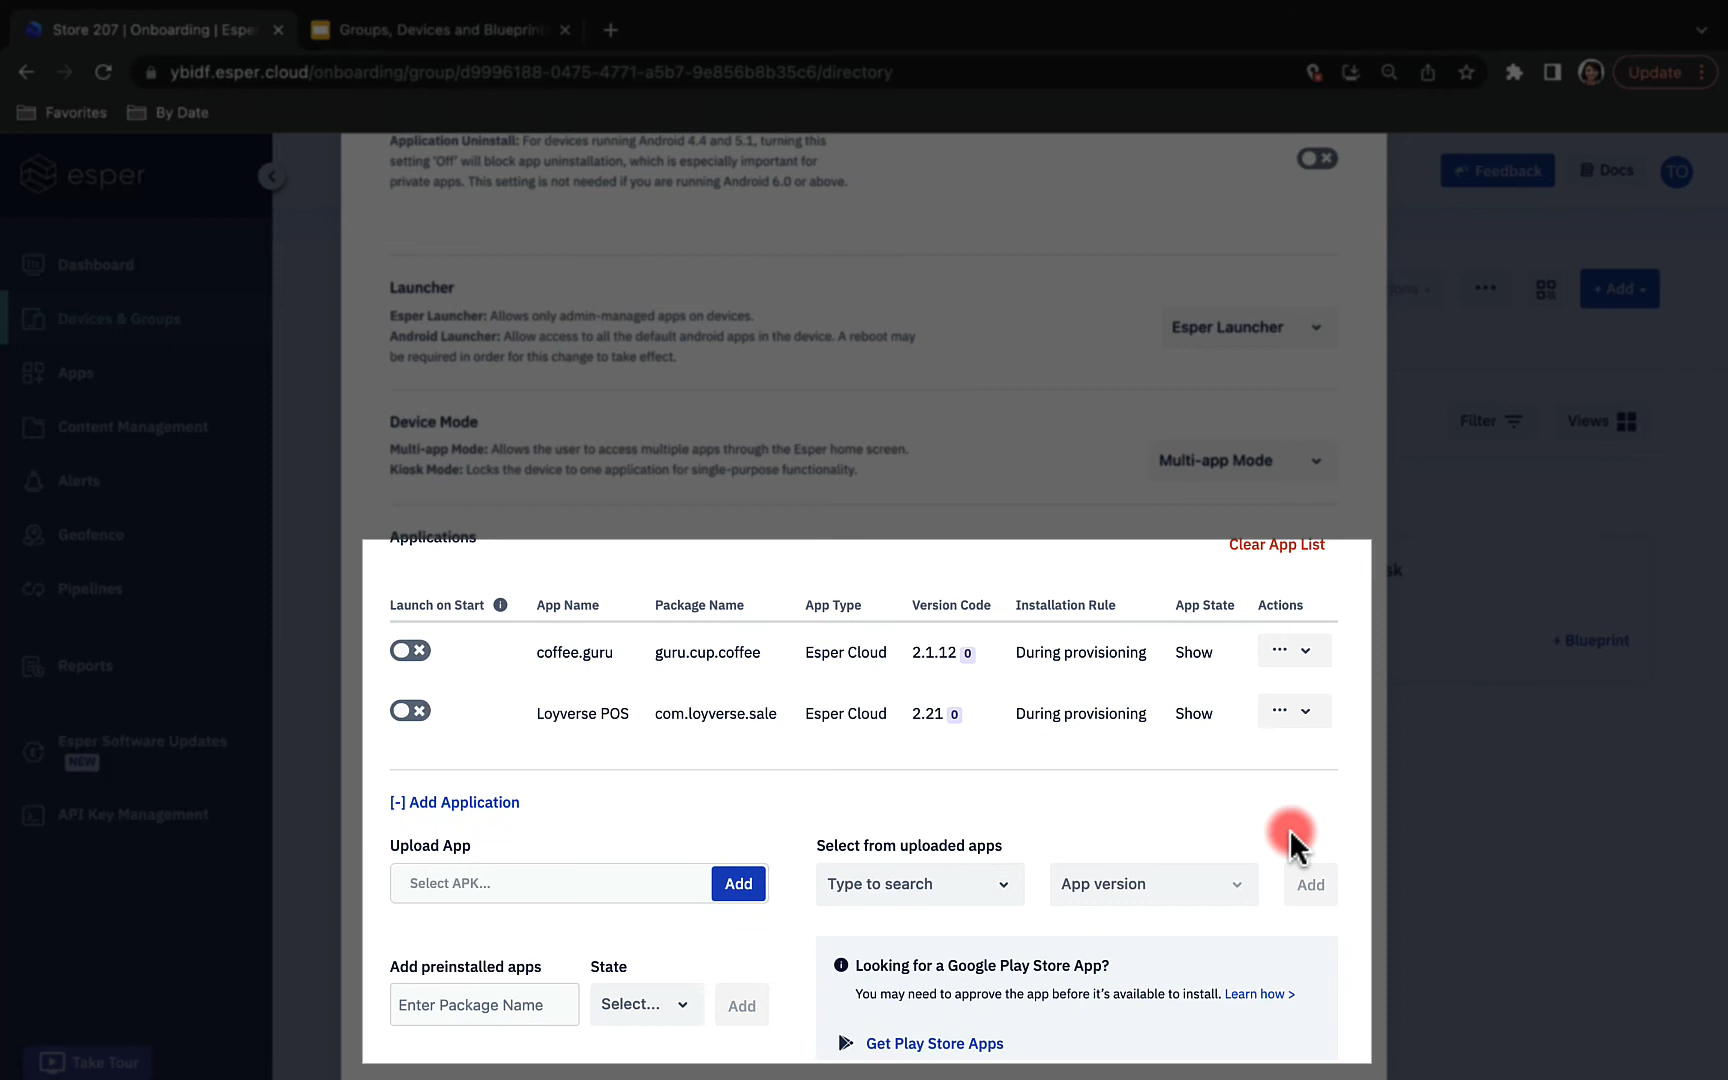 Store 207 | Onboarding | Espe
Groups, Devices and Blueprint
ybidf.esper.cloud/onboarding/group/d9996188-0475-4771-a5b7-9e856b8b35c6/directory
Update
Favorites
By Date
esper
Dashboard
Devices & Groups
Apps
Content Management
Alerts
Geofence
Pipelines
Reports
Esper Software Updates
NEW
API Key Management
Take Tour
Feedback
Docs
TO
+ Add
Filter
Views
+ Blueprint
Application Uninstall: For devices running Android 4.4 and 5.1, turning this
setting 'Off' will block app uninstallation, which is especially important for
private apps. This setting is not needed if you are running Android 6.0 or above.
Launcher
Esper Launcher: Allows only admin-managed apps on devices.
Android Launcher: Allow access to all the default android apps in the device. A reboot may
be required in order for this change to take effect.
Esper Launcher
Device Mode
Multi-app Mode: Allows the user to access multiple apps through the Esper home screen.
Kiosk Mode: Locks the device to one application for single-purpose functionality.
Multi-app Mode
Applications
Clear App List
Launch on Start App Name Package Name App Type Version Code Installation Rule App State Actions
coffee.guru guru.cup.coffee Esper Cloud 2.1.12 0 During provisioning Show ...
Loyverse POS com.loyverse.sale Esper Cloud 2.21 0 During provisioning Show ...
[-] Add Application
Upload App
Select APK...
Add
Select from uploaded apps
Type to search
App version
Add
Add preinstalled apps
State
Enter Package Name
Select...
Add
Looking for a Google Play Store App?
You may need to approve the app before it's available to install. Learn how >
Get Play Store Apps